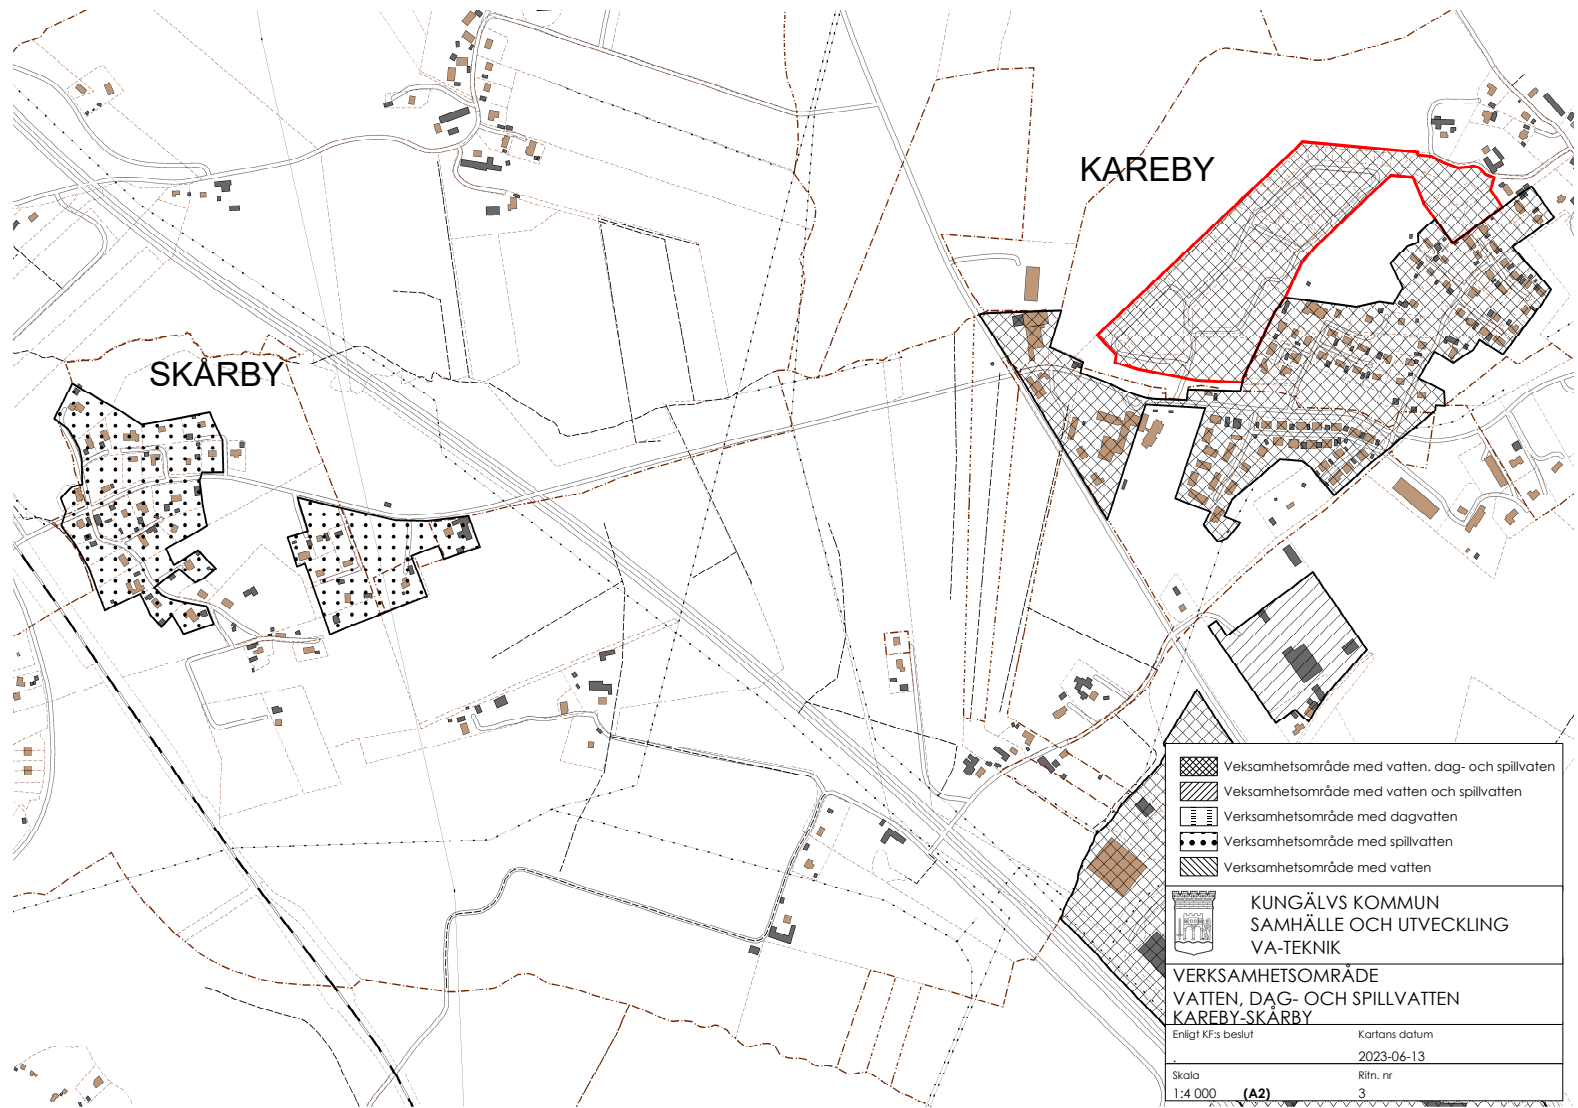 KAREBY
SKÅRBY
Veksamhetsområde med vatten. dag- och spillvaten
Veksamhetsområde med vatten och spillvatten
Verksamhetsområde med dagvatten
Verksamhetsområde med spillvatten
Verksamhetsområde med vatten
KUNGÄLVS KOMMUN
SAMHÄLLE OCH UTVECKLING
VA-TEKNIK
VERKSAMHETSOMRÅDE
VATTEN, DAG- OCH SPILLVATTEN
KAREBY-SKÅRBY
Enligt KF:s beslut Kartans datum
. 2023-06-13
Skala Ritn. nr
1:4 000 (A2) 3